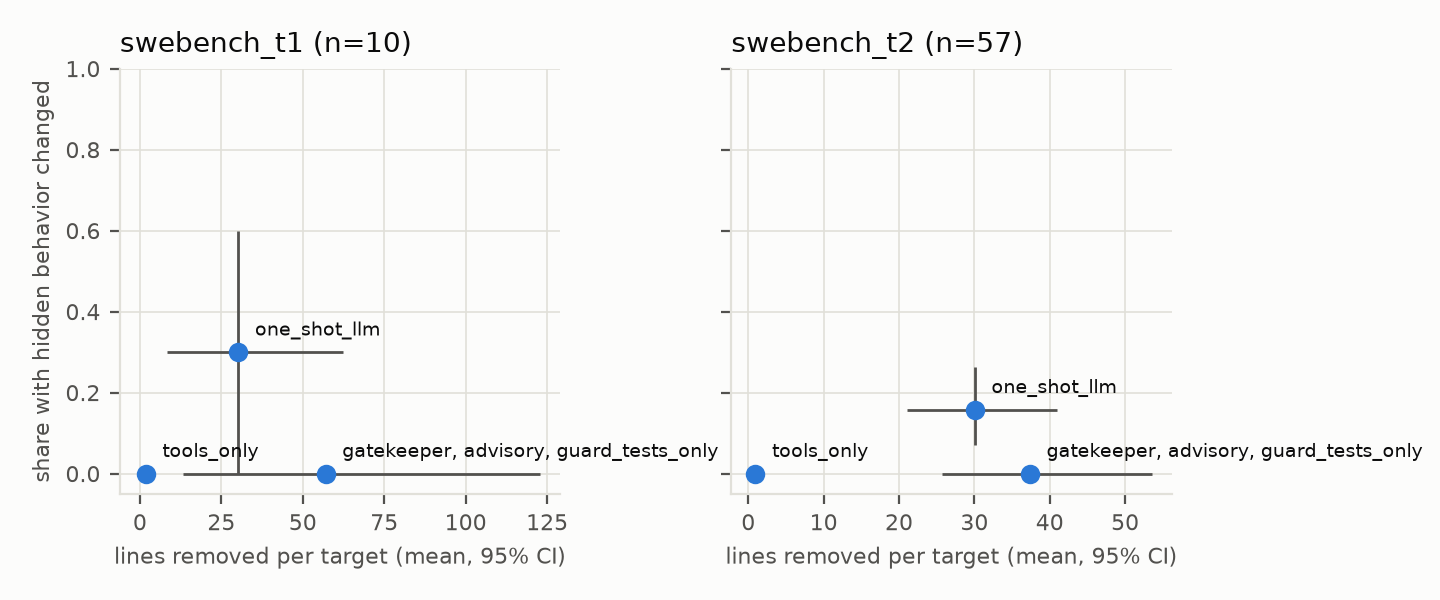 swebench_t1 (n=10)
share with hidden behavior changed
1.0
0.8
0.6
0.4
0.2
0.0
one_shot_llm
tools_only
gatekeeper, advisory, guard_tests_only
0 25 50 75 100 125
lines removed per target (mean, 95% CI)
swebench_t2 (n=57)
one_shot_llm
tools_only
gatekeeper, advisory, guard_tests_only
0 10 20 30 40 50
lines removed per target (mean, 95% CI)